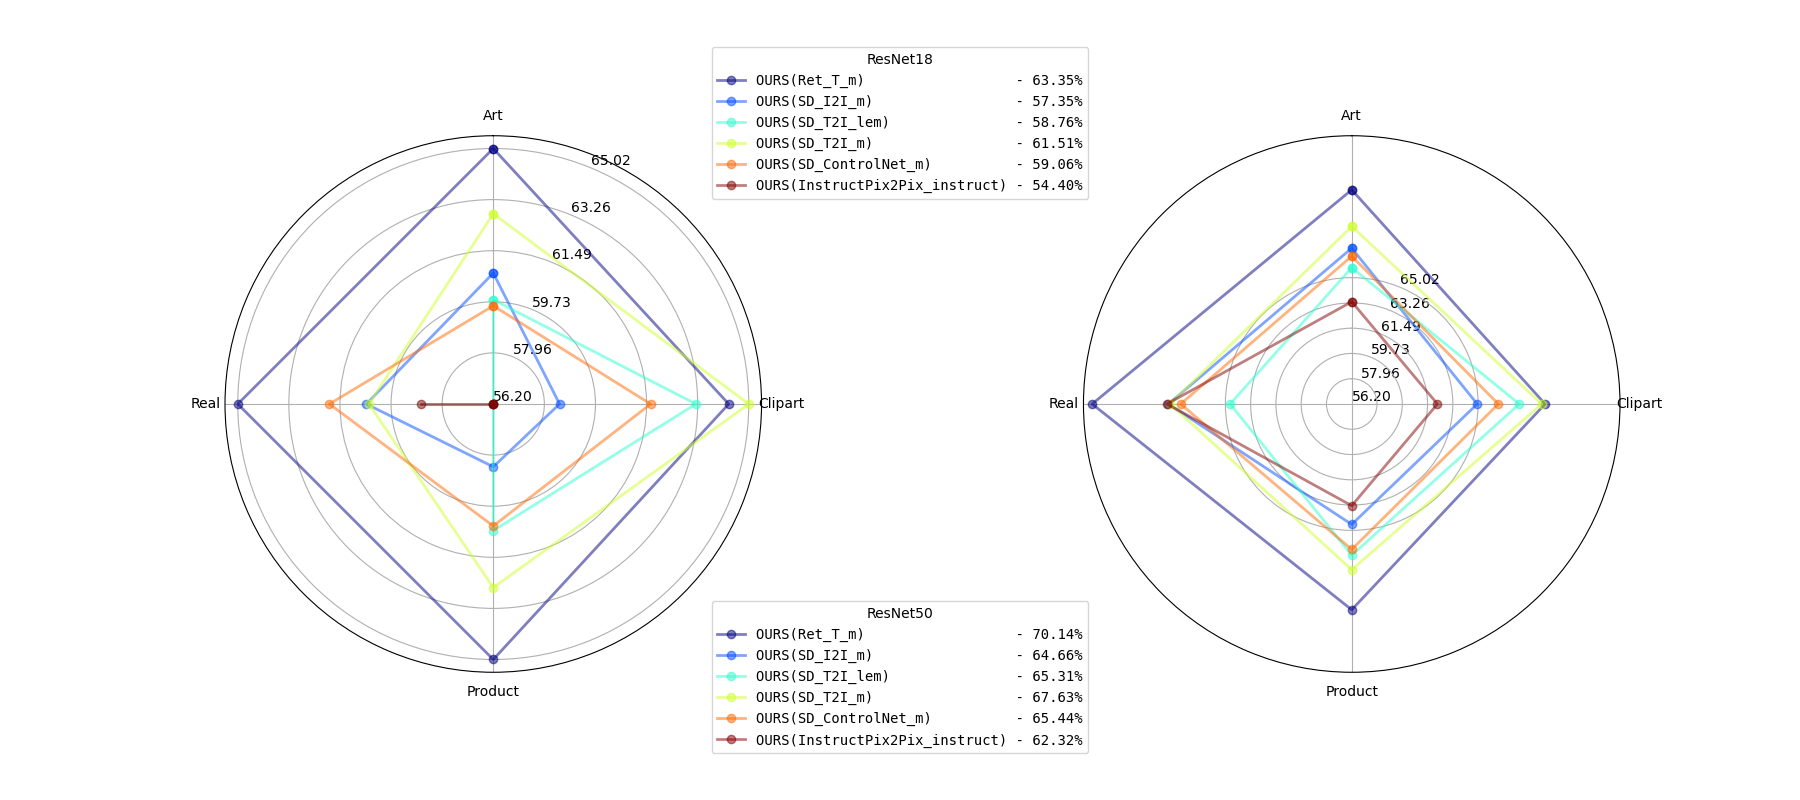 ResNet18
OURS(Ret_T_m) - 63.35%
OURS(SD_I2I_m) - 57.35%
OURS(SD_T2I_lem) - 58.76%
OURS(SD_T2I_m) - 61.51%
OURS(SD_ControlNet_m) - 59.06%
OURS(InstructPix2Pix_instruct) - 54.40%
Art
65.02
63.26
61.49
59.73
57.96
56.20
Real
Clipart
Product
Art
65.02
63.26
61.49
59.73
57.96
56.20
Real
Clipart
Product
ResNet50
OURS(Ret_T_m) - 70.14%
OURS(SD_I2I_m) - 64.66%
OURS(SD_T2I_lem) - 65.31%
OURS(SD_T2I_m) - 67.63%
OURS(SD_ControlNet_m) - 65.44%
OURS(InstructPix2Pix_instruct) - 62.32%